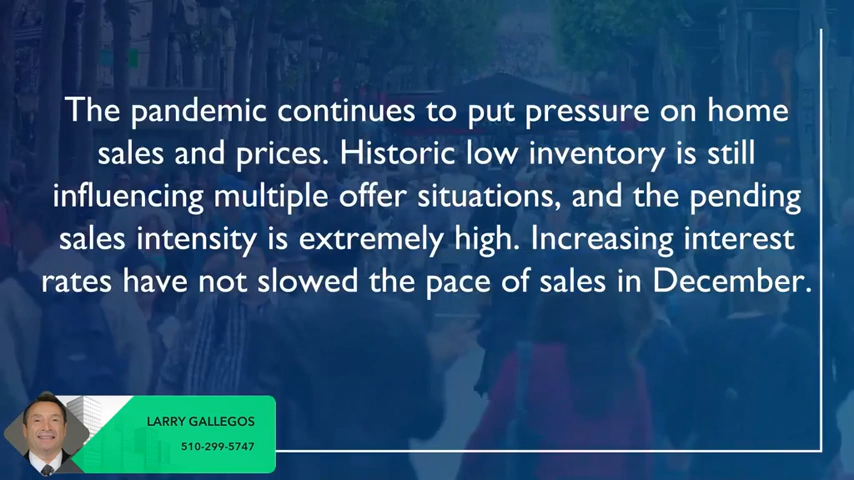 The pandemic continues to put pressure on home
sales and prices. Historic low inventory is still
influencing multiple offer situations, and the pending
sales intensity is extremely high. Increasing interest
rates have not slowed the pace of sales in December.
LARRY GALLEGOS
510-299-5747